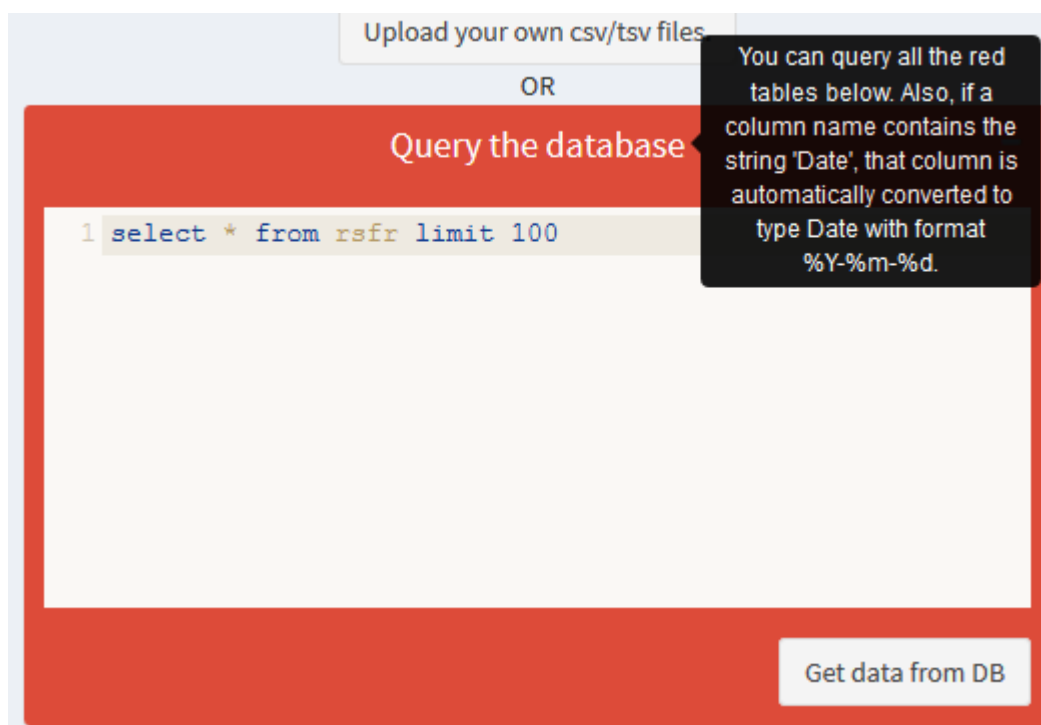 Upload your own csv/tsv files.
OR
Query the database
You can query all the red
tables below. Also, if a
column name contains the
string 'Date', that column is
automatically converted to
type Date with format
%Y-%m-%d.
1 select * from rsfr limit 100
Get data from DB